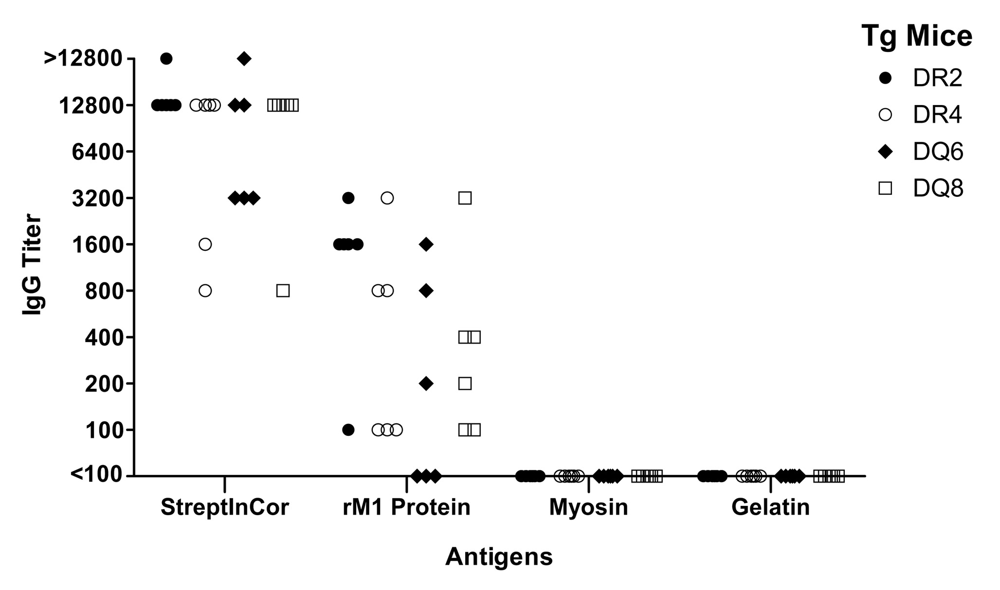 Tg Mice
DR2
DR4
DQ6
DQ8
IgG Titer
>12800
12800
6400
3200
1600
800
400
200
100
<100
StreptInCor
rM1 Protein
Myosin
Gelatin
Antigens